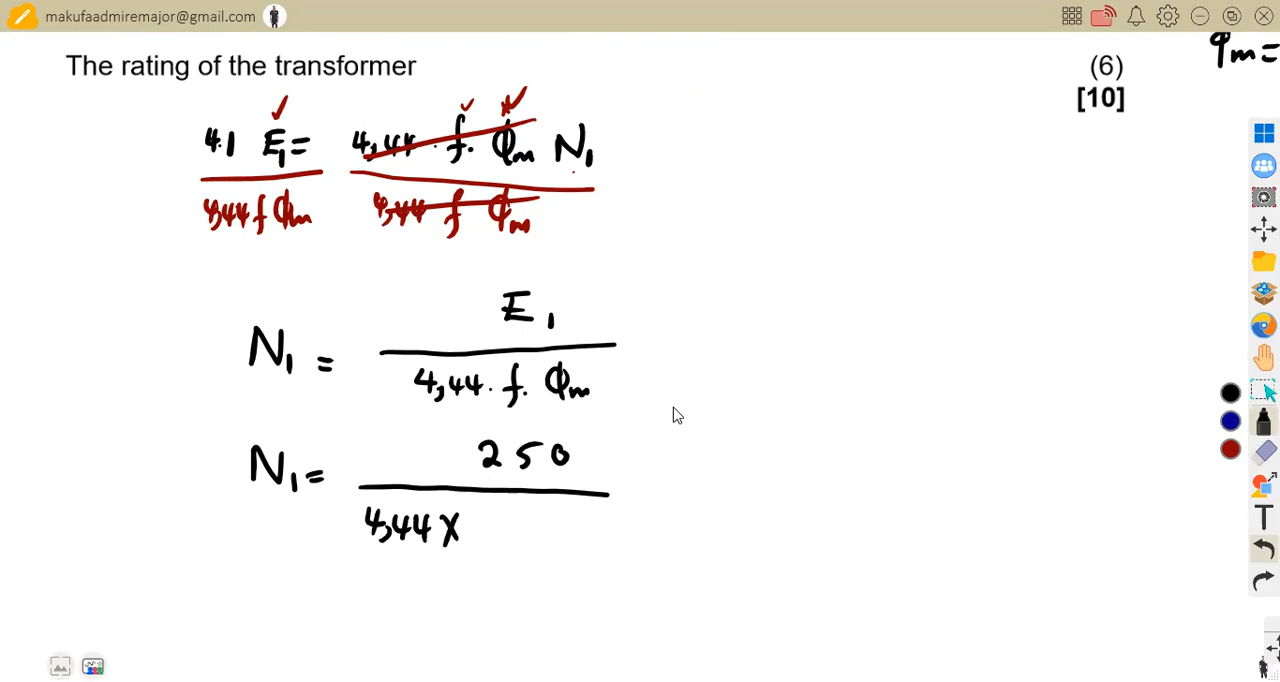 makufaadmiremajor@gmail.com
φm=
The rating of the transformer (6)
[10]
4.1 E1= 4,44 . f. φm N1
4,44 f φm 4,44 f φm
N1 = E1
4,44 . f. φm
N1 = 250
4,44 X
T